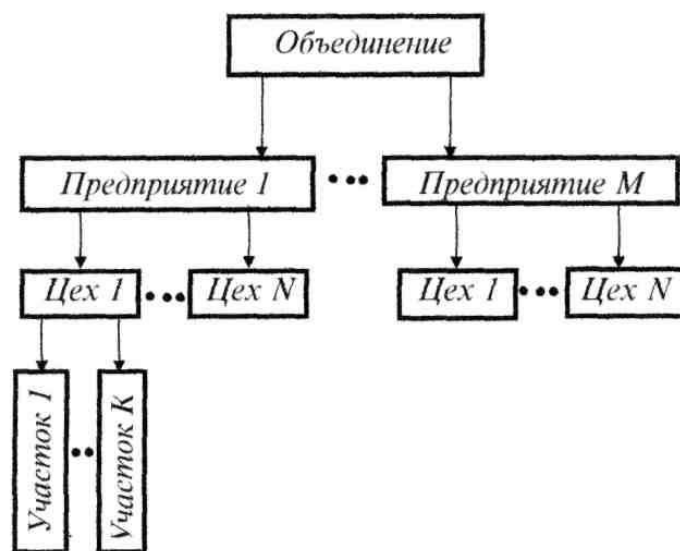 Объединение
Предприятие 1 ••• Предприятие М
Цех 1 ••• Цех N Цех 1 ••• Цех N
Участок 1 •• Участок К